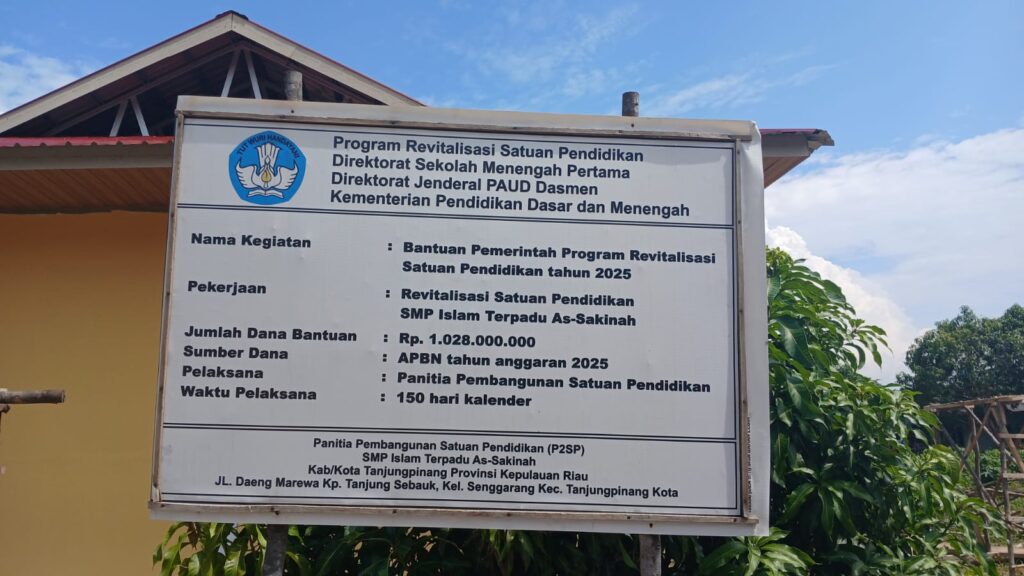 TUT WURI HANDAYANI
Program Revitalisasi Satuan Pendidikan
Direktorat Sekolah Menengah Pertama
Direktorat Jenderal PAUD Dasmen
Kementerian Pendidikan Dasar dan Menengah
Nama Kegiatan : Bantuan Pemerintah Program Revitalisasi
Satuan Pendidikan tahun 2025
Pekerjaan : Revitalisasi Satuan Pendidikan
SMP Islam Terpadu As-Sakinah
Jumlah Dana Bantuan : Rp. 1.028.000.000
Sumber Dana : APBN tahun anggaran 2025
Pelaksana : Panitia Pembangunan Satuan Pendidikan
Waktu Pelaksana : 150 hari kalender
Panitia Pembangunan Satuan Pendidikan (P2SP)
SMP Islam Terpadu As-Sakinah
Kab/Kota Tanjungpinang Provinsi Kepulauan Riau
JL. Daeng Marewa Kp. Tanjung Sebauk, Kel. Senggarang Kec. Tanjungpinang Kota